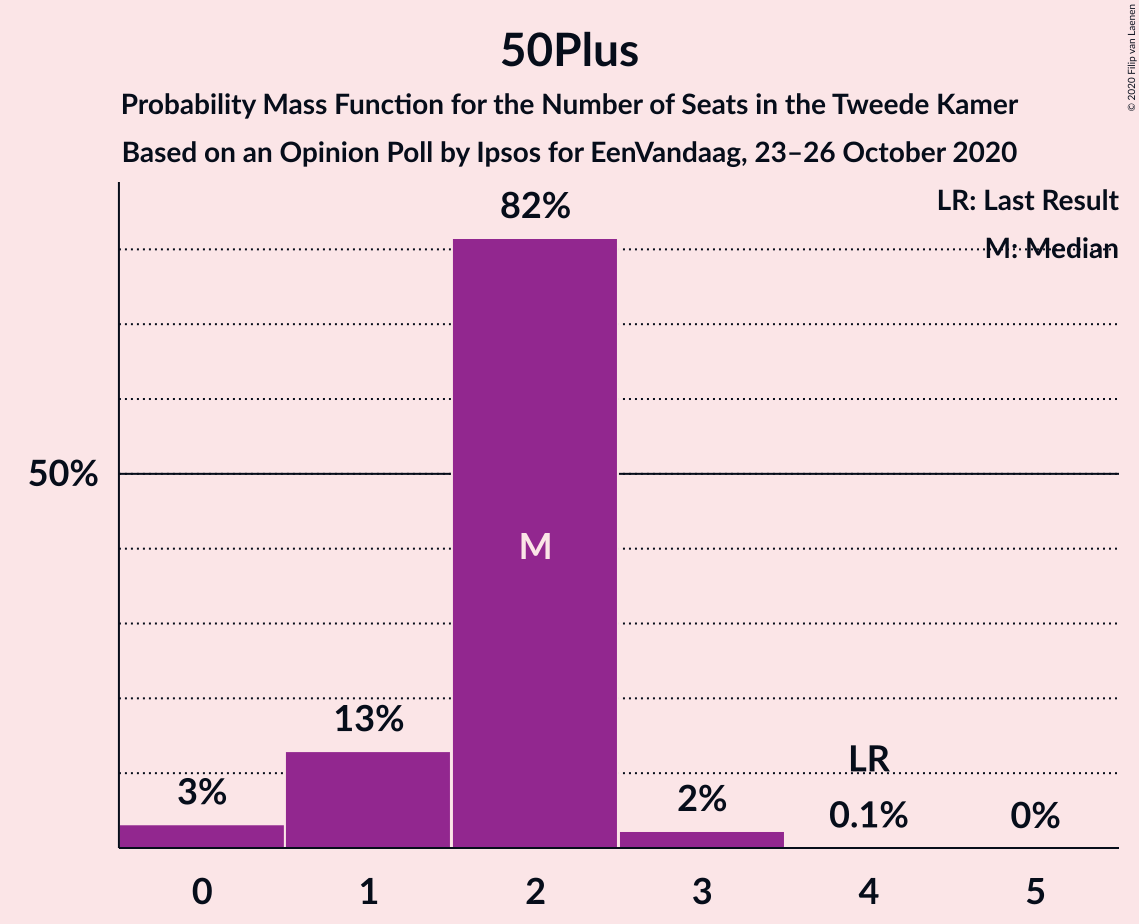 50Plus
Probability Mass Function for the Number of Seats in the Tweede Kamer
Based on an Opinion Poll by Ipsos for EenVandaag, 23–26 October 2020
© 2020 Filip van Laenen
LR: Last Result
M: Median
82%
50%
M
13%
LR
3%
2%
0.1%
0%
0 1 2 3 4 5